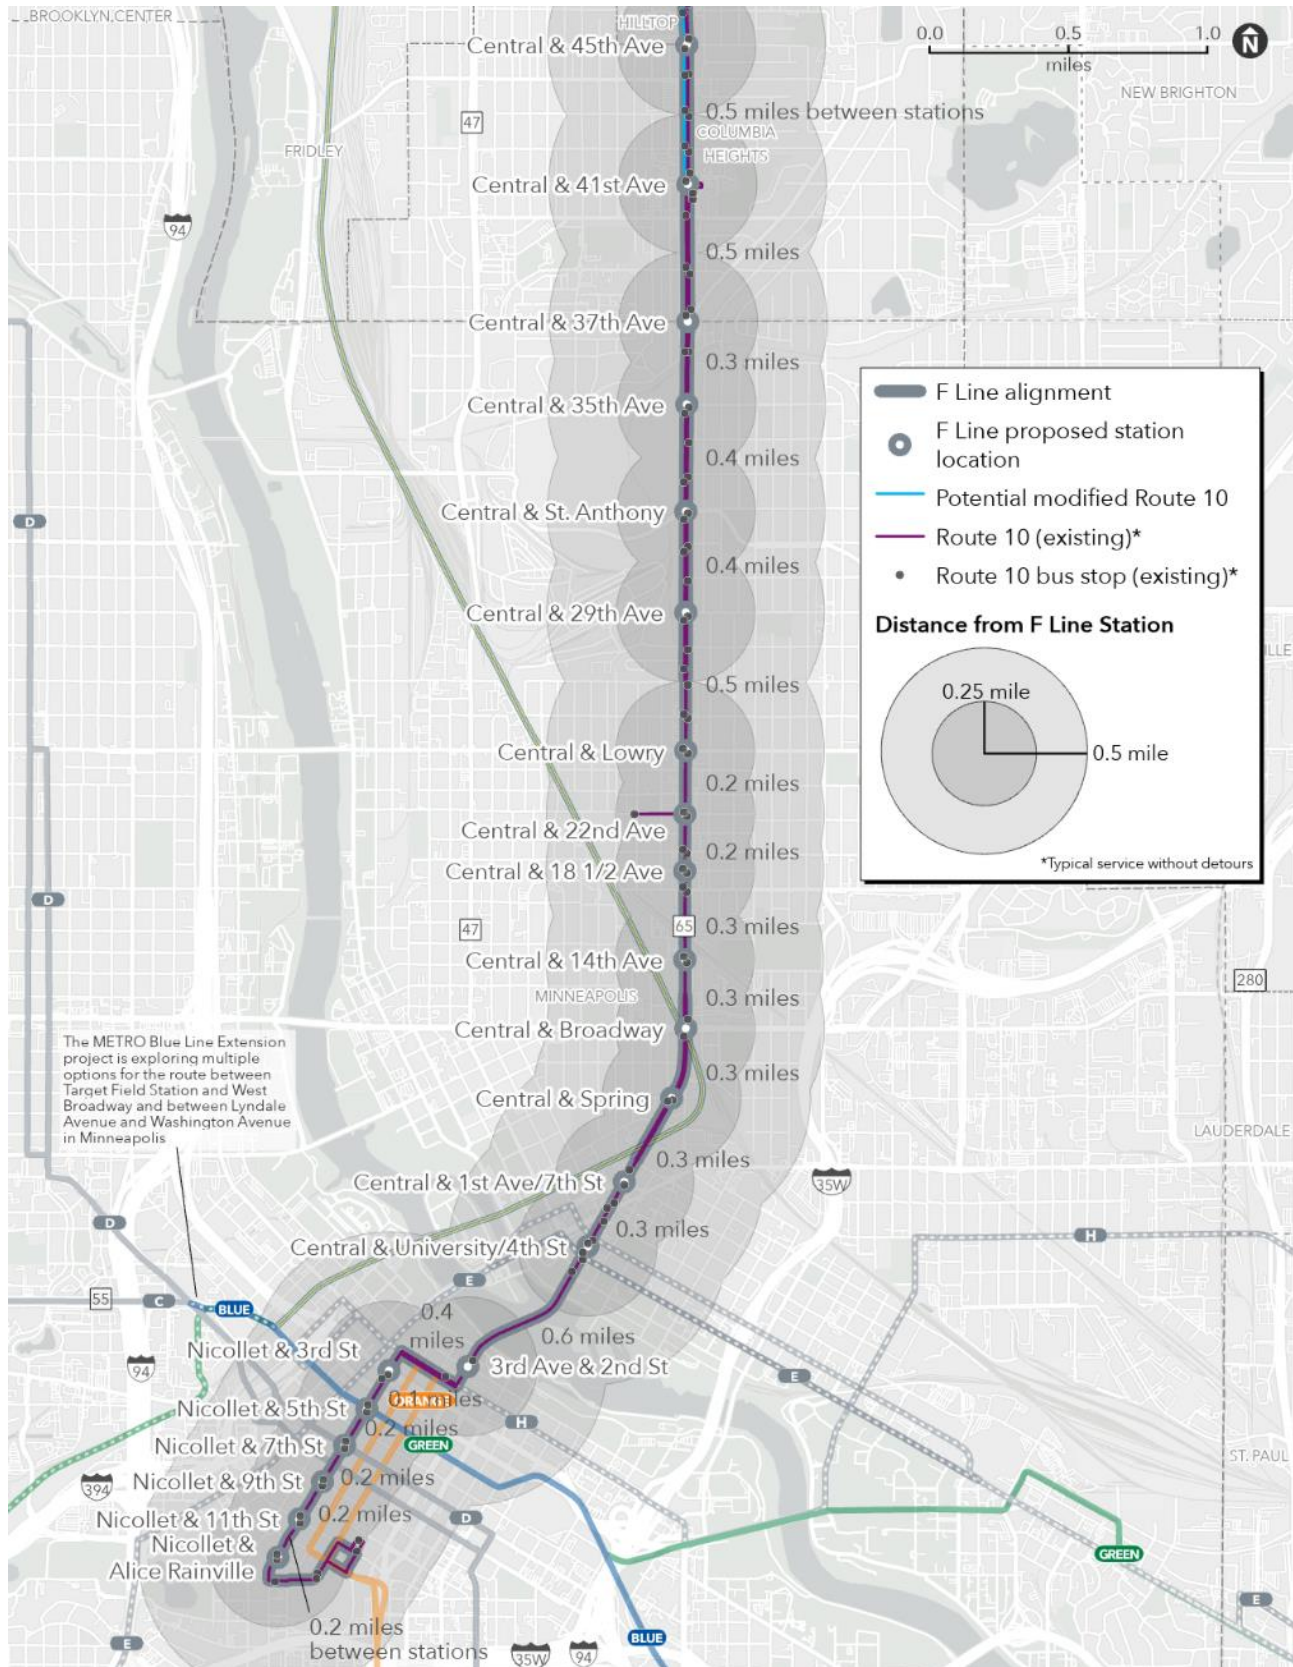 BROOKLYN CENTER
HILLTOP
Central & 45th Ave
0.0
0.5
1.0
miles
N
NEW BRIGHTON
0.5 miles between stations
47
COLUMBIA
HEIGHTS
FRIDLEY
Central & 41st Ave
94
0.5 miles
Central & 37th Ave
0.3 miles
F Line alignment
Central & 35th Ave
F Line proposed station
location
0.4 miles
Potential modified Route 10
Central & St. Anthony
D
Route 10 (existing)*
0.4 miles
Route 10 bus stop (existing)*
Central & 29th Ave
Distance from F Line Station
ILLE
0.5 miles
0.25 mile
Central & Lowry
0.5 mile
0.2 miles
Central & 22nd Ave
0.2 miles
*Typical service without detours
Central & 18 1/2 Ave
D
47
65
0.3 miles
Central & 14th Ave
280
MINNEAPOLIS
0.3 miles
Central & Broadway
The METRO Blue Line Extension
project is exploring multiple
options for the route between
Target Field Station and West
Broadway and between Lyndale
Avenue and Washington Avenue
in Minneapolis
0.3 miles
Central & Spring
LAUDERDALE
0.3 miles
Central & 1st Ave/7th St
35W
D
0.3 miles
H
Central & University/4th St
E
55
C
BLUE
0.4
miles
0.6 miles
Nicollet & 3rd St
3rd Ave & 2nd St
94
E
0.1 miles
ORANGE
Nicollet & 5th St
H
0.2 miles
GREEN
Nicollet & 7th St
ST. PAUL
0.2 miles
Nicollet & 9th St
394
0.2 miles
Nicollet & 11th St
D
Nicollet &
Alice Rainville
GREEN
E
0.2 miles
between stations
E
BLUE
35W
94